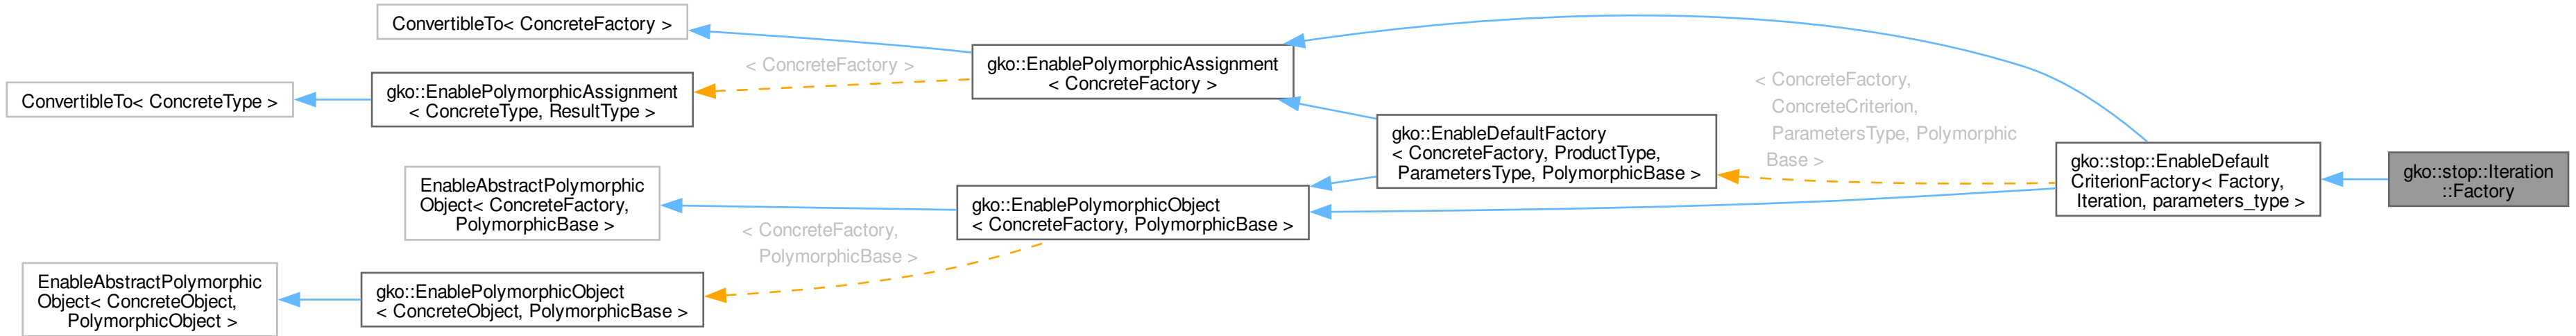 ConvertibleTo< ConcreteFactory >
ConvertibleTo< ConcreteType >
gko::EnablePolymorphicAssignment
< ConcreteType, ResultType >
< ConcreteFactory >
gko::EnablePolymorphicAssignment
< ConcreteFactory >
EnableAbstractPolymorphic
Object< ConcreteFactory,
PolymorphicBase >
EnableAbstractPolymorphic
Object< ConcreteObject,
PolymorphicObject >
gko::EnablePolymorphicObject
< ConcreteObject, PolymorphicBase >
< ConcreteFactory,
PolymorphicBase >
gko::EnablePolymorphicObject
< ConcreteFactory, PolymorphicBase >
gko::EnableDefaultFactory
< ConcreteFactory, ProductType,
ParametersType, PolymorphicBase >
< ConcreteFactory,
ConcreteCriterion,
ParametersType, Polymorphic
Base >
gko::stop::EnableDefault
CriterionFactory< Factory,
Iteration, parameters_type >
gko::stop::Iteration
::Factory